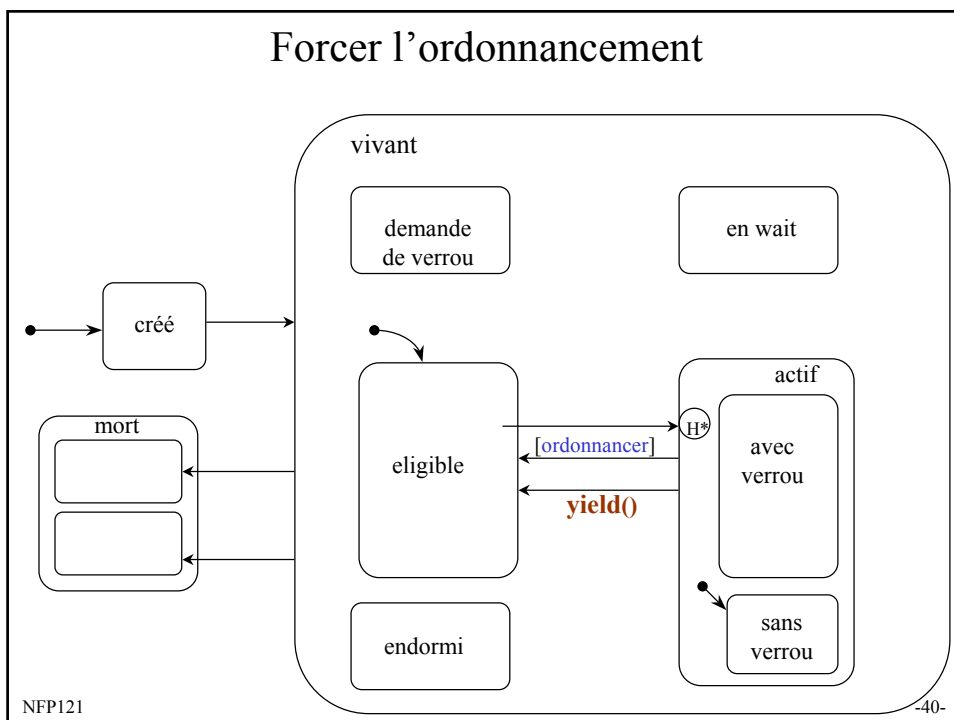 Forcer l’ordonnancement
vivant
demande
de verrou
en wait
créé
actif
mort
H*
[ordonnancer]
avec
verrou
eligible
yield()
sans
verrou
endormi
NFP121
-40-